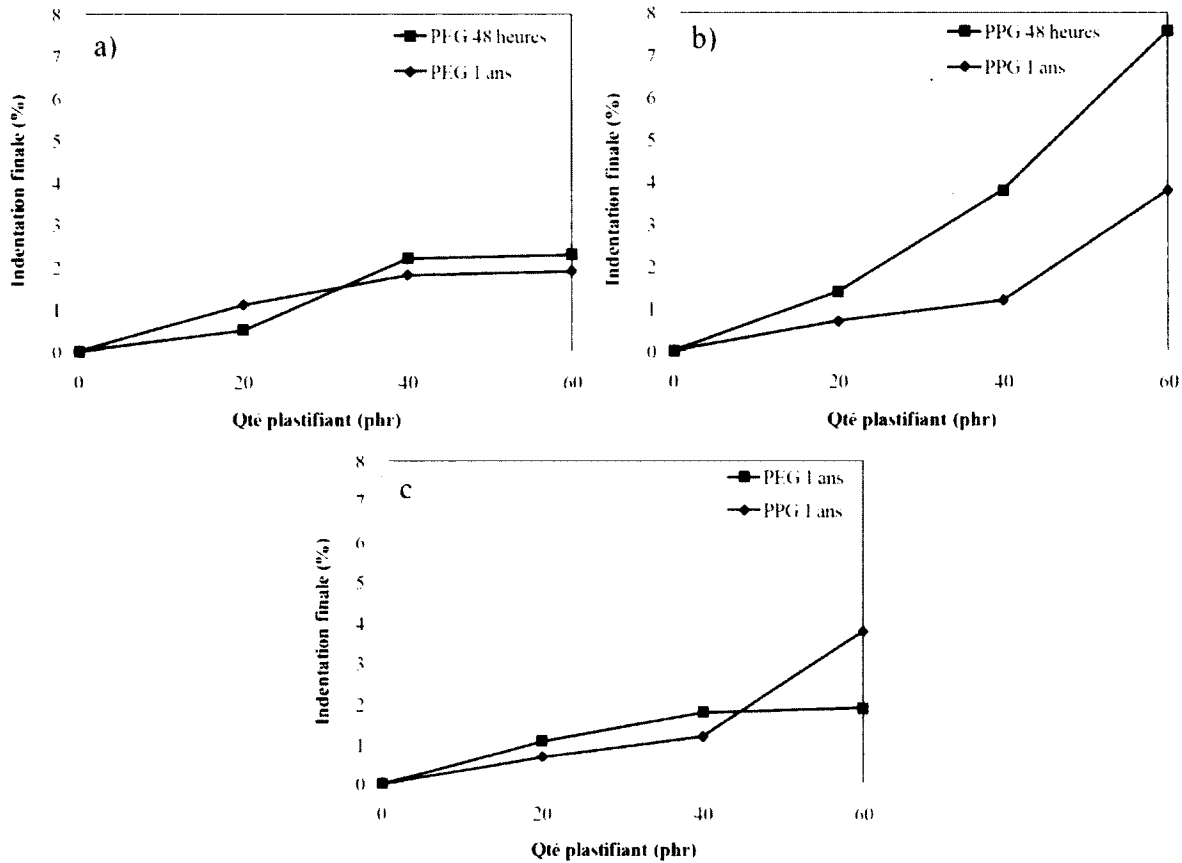 a)
PEG 48 heures
PEG 1 ans
Indentation finale (%)
8
7
6
5
4
3
2
1
0
0 20 40 60
Qté plastifiant (phr)
b)
PPG 48 heures
PPG 1 ans
Indentation finale (%)
8
7
6
5
4
3
2
1
0
0 20 40 60
Qté plastifiant (phr)
c
PEG 1 ans
PPG 1 ans
Indentation finale (%)
8
7
6
5
4
3
2
1
0
0 20 40 60
Qté plastifiant (phr)